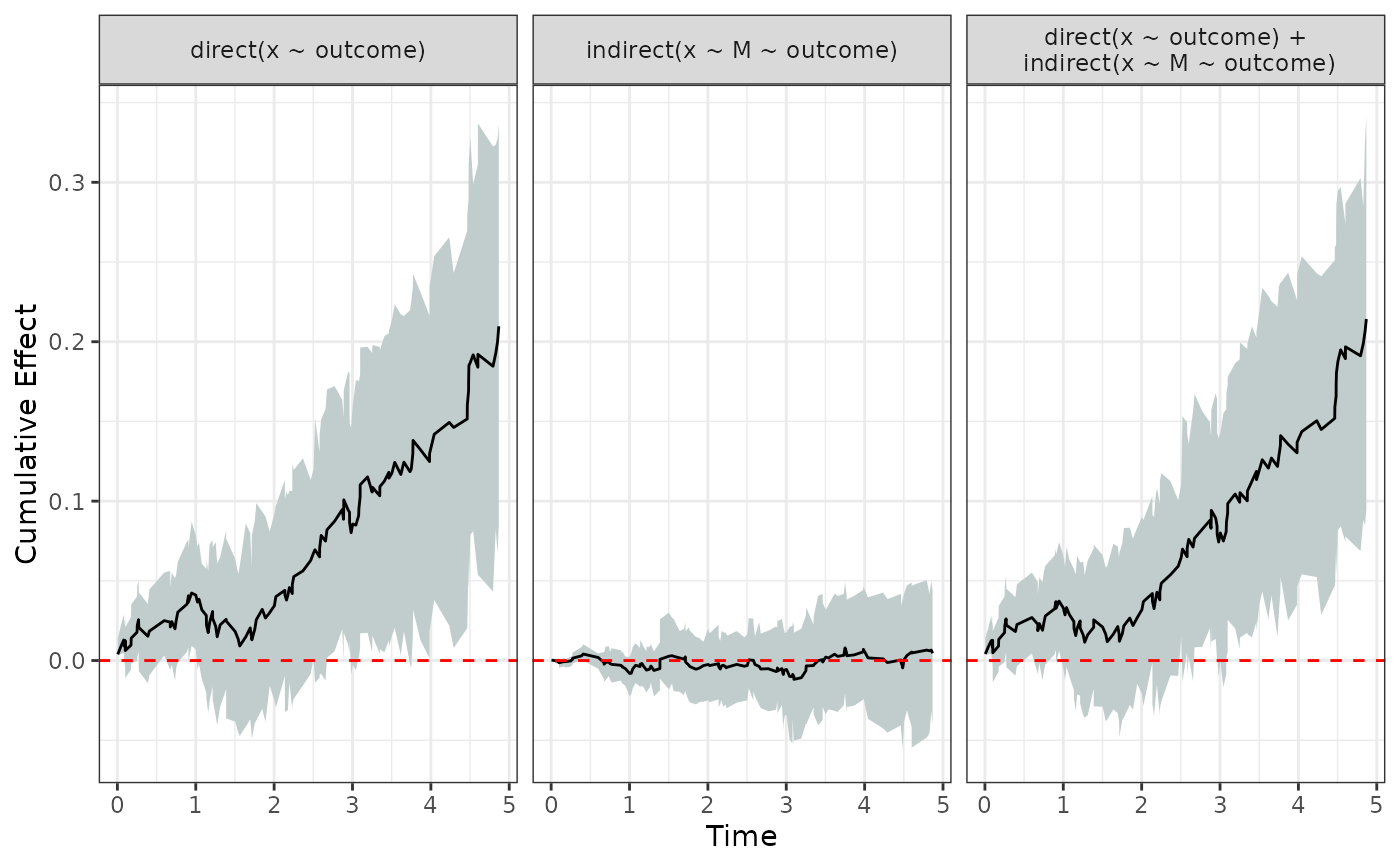 direct(x ~ outcome)
indirect(x ~ M ~ outcome)
direct(x ~ outcome) +
indirect(x ~ M ~ outcome)
Cumulative Effect
0.3
0.2
0.1
0.0
0 1 2 3 4 5
0 1 2 3 4 5
0 1 2 3 4 5
Time